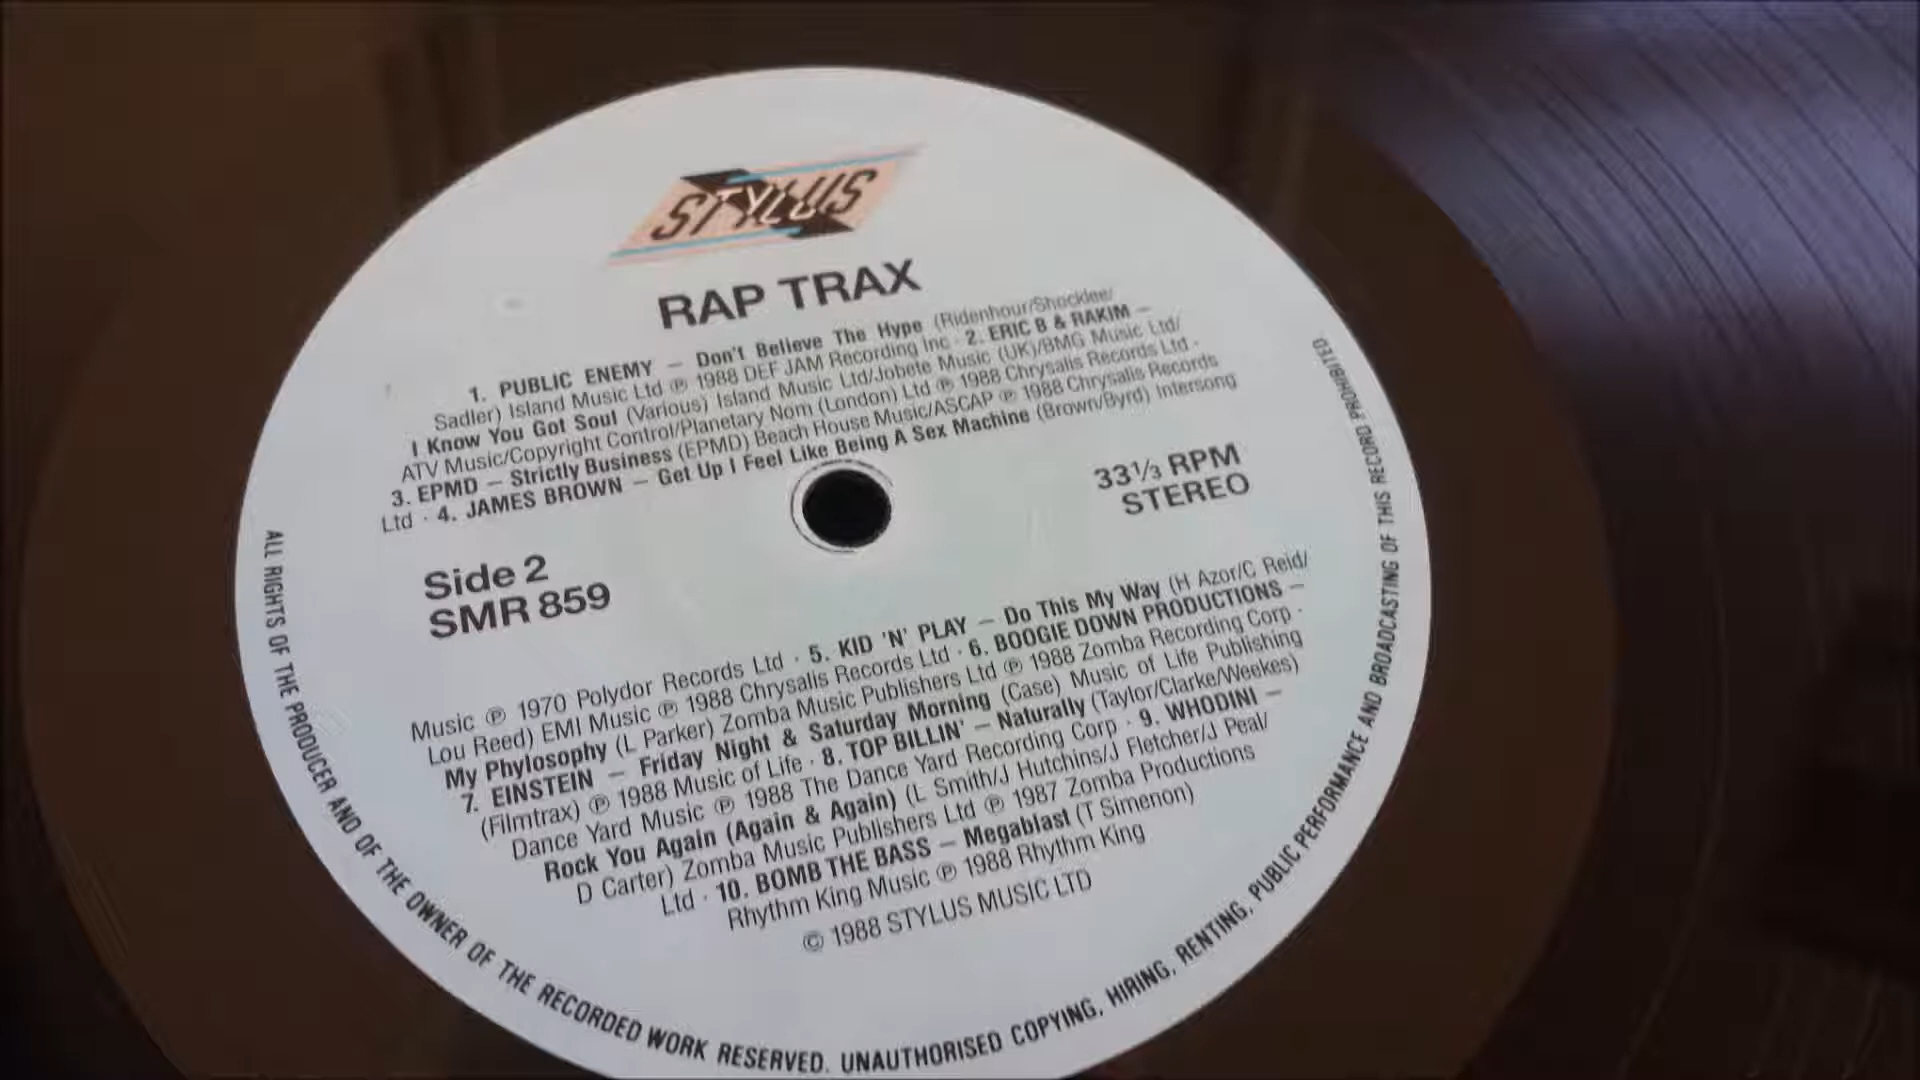 STYLUS
RAP TRAX
1. PUBLIC ENEMY – Don't Believe The Hype (Ridenhour/Shocklee/
Sadler) Island Music Ltd ℗ 1988 DEF JAM Recording Inc · 2. ERIC B & RAKIM –
I Know You Got Soul (Various) Island Music Ltd/Jobete Music (UK)/BMG Music Ltd/
ATV Music/Copyright Control/Planetary Nom (London) Ltd ℗ 1988 Chrysalis Records Ltd ·
3. EPMD – Strictly Business (EPMD) Beach House Music/ASCAP ℗ 1988 Chrysalis Records
Ltd · 4. JAMES BROWN – Get Up I Feel Like Being A Sex Machine (Brown/Byrd) Intersong
33⅓ RPM
STEREO
Side 2
SMR 859
Music ℗ 1970 Polydor Records Ltd · 5. KID 'N' PLAY – Do This My Way (H Azor/C Reid/
Lou Reed) EMI Music ℗ 1988 Chrysalis Records Ltd · 6. BOOGIE DOWN PRODUCTIONS –
My Phylosophy (L Parker) Zomba Music Publishers Ltd ℗ 1988 Zomba Recording Corp ·
7. EINSTEIN – Friday Night & Saturday Morning (Case) Music of Life Publishing
(Filmtrax) ℗ 1988 Music of Life · 8. TOP BILLIN' – Naturally (Taylor/Clarke/Weekes)
Dance Yard Music ℗ 1988 The Dance Yard Recording Corp · 9. WHODINI –
Rock You Again (Again & Again) (L Smith/J Hutchins/J Fletcher/J Peal/
D Carter) Zomba Music Publishers Ltd ℗ 1987 Zomba Productions
Ltd · 10. BOMB THE BASS – Megablast (T Simenon)
Rhythm King Music ℗ 1988 Rhythm King
© 1988 STYLUS MUSIC LTD
ALL RIGHTS OF THE PRODUCER AND OF THE OWNER OF THE RECORDED WORK RESERVED. UNAUTHORISED COPYING, HIRING, RENTING, PUBLIC PERFORMANCE AND BROADCASTING OF THIS RECORD PROHIBITED